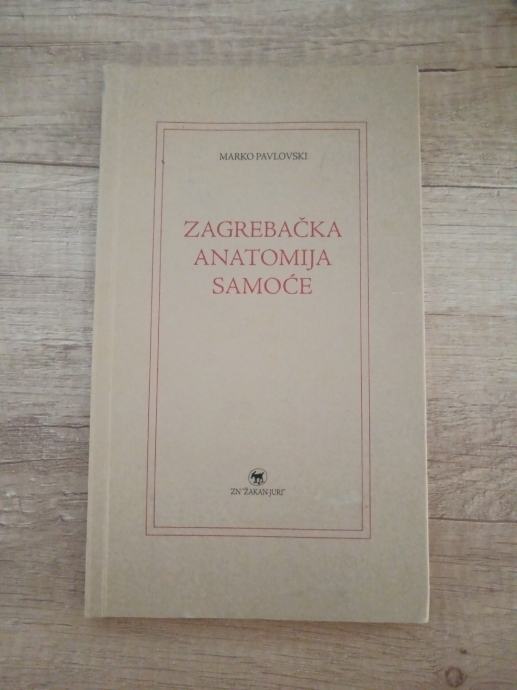 MARKO PAVLOVSKI
ZAGREBAČKA
ANATOMIJA
SAMOĆE
ZN "ŽAKAN-JURI"